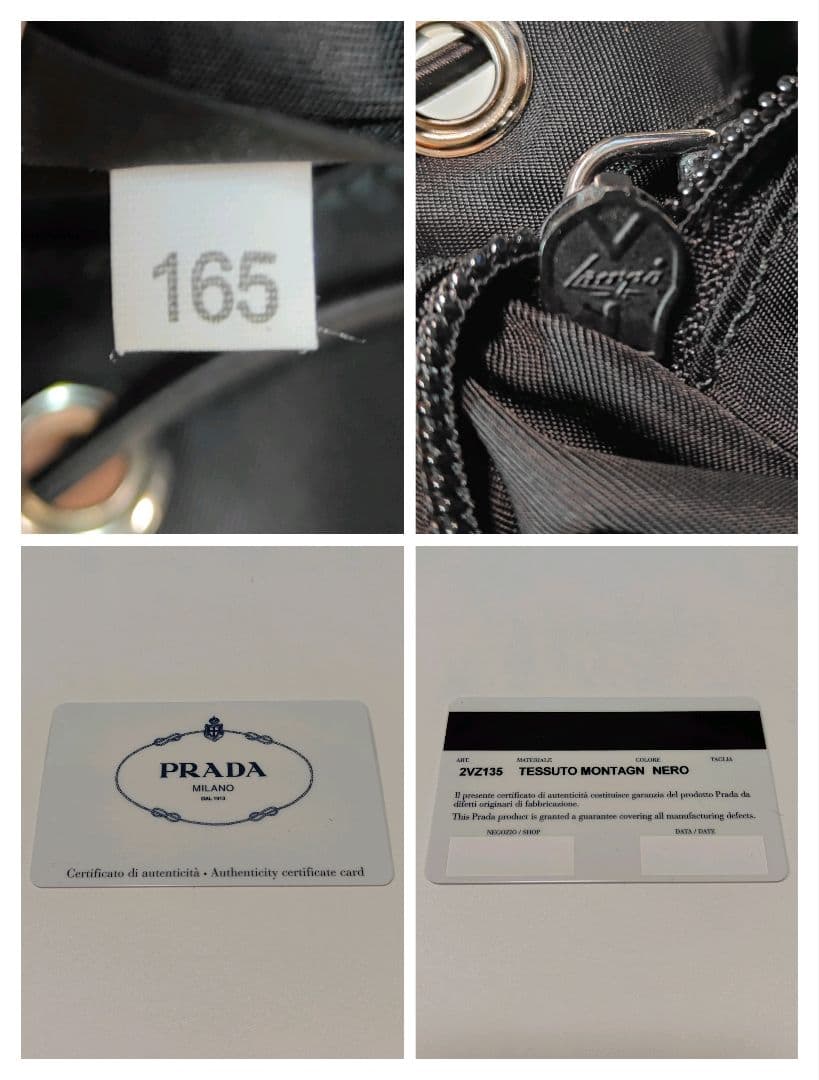 165
Lampo
PRADA
MILANO
DAL 1913
Certificato di autenticità • Authenticity certificate card
ART. MATERIALE COLORE TAGLIA
2VZ135 TESSUTO MONTAGN NERO
Il presente certificato di autenticità costituisce garanzia del prodotto Prada da
difetti originari di fabbricazione.
This Prada product is granted a guarantee covering all manufacturing defects.
NEGOZIO / SHOP DATA / DATE